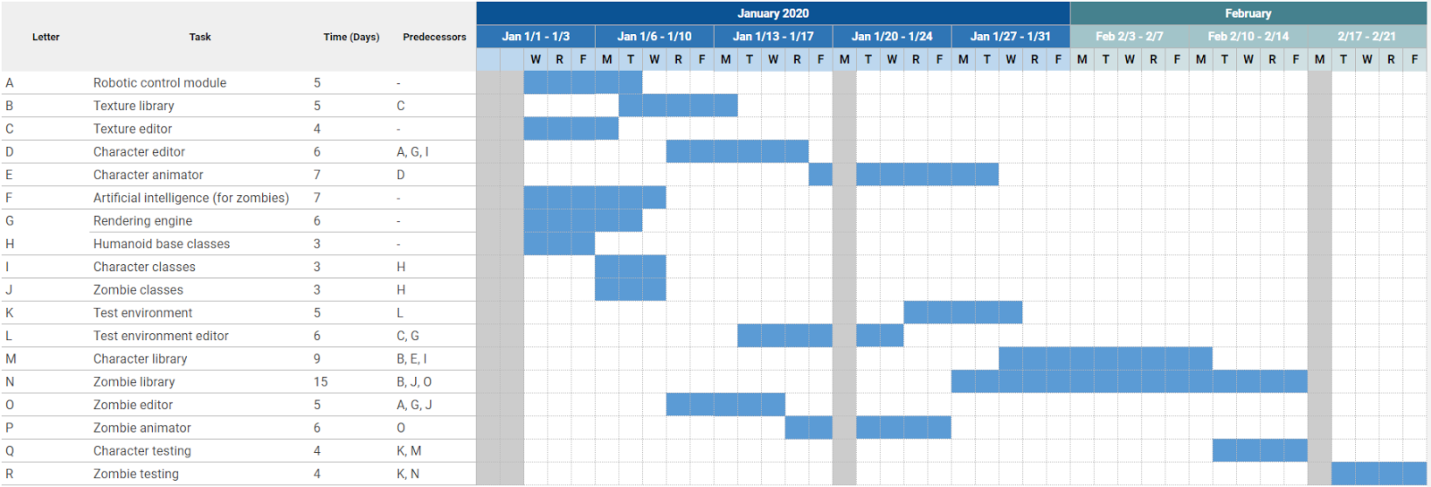 January 2020 February
Letter Task Time (Days) Predecessors Jan 1/1 - 1/3 Jan 1/6 - 1/10 Jan 1/13 - 1/17 Jan 1/20 - 1/24 Jan 1/27 - 1/31 Feb 2/3 - 2/7 Feb 2/10 - 2/14 2/17 - 2/21
W R F M T W R F M T W R F M T W R F M T W R F M T W R F M T W R F M T W R F
A Robotic control module 5 -
B Texture library 5 C
C Texture editor 4 -
D Character editor 6 A, G, I
E Character animator 7 D
F Artificial intelligence (for zombies) 7 -
G Rendering engine 6 -
H Humanoid base classes 3 -
I Character classes 3 H
J Zombie classes 3 H
K Test environment 5 L
L Test environment editor 6 C, G
M Character library 9 B, E, I
N Zombie library 15 B, J, O
O Zombie editor 5 A, G, J
P Zombie animator 6 O
Q Character testing 4 K, M
R Zombie testing 4 K, N